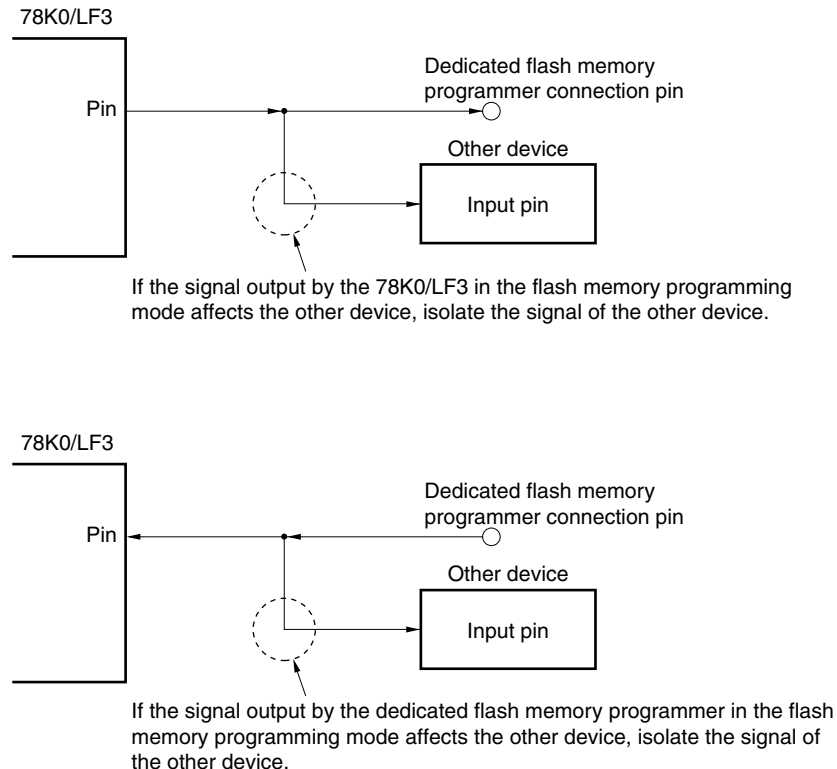 78K0/LF3
Pin
Dedicated flash memory
programmer connection pin
Other device
Input pin
If the signal output by the 78K0/LF3 in the flash memory programming
mode affects the other device, isolate the signal of the other device.
78K0/LF3
Pin
Dedicated flash memory
programmer connection pin
Other device
Input pin
If the signal output by the dedicated flash memory programmer in the flash
memory programming mode affects the other device, isolate the signal of
the other device.